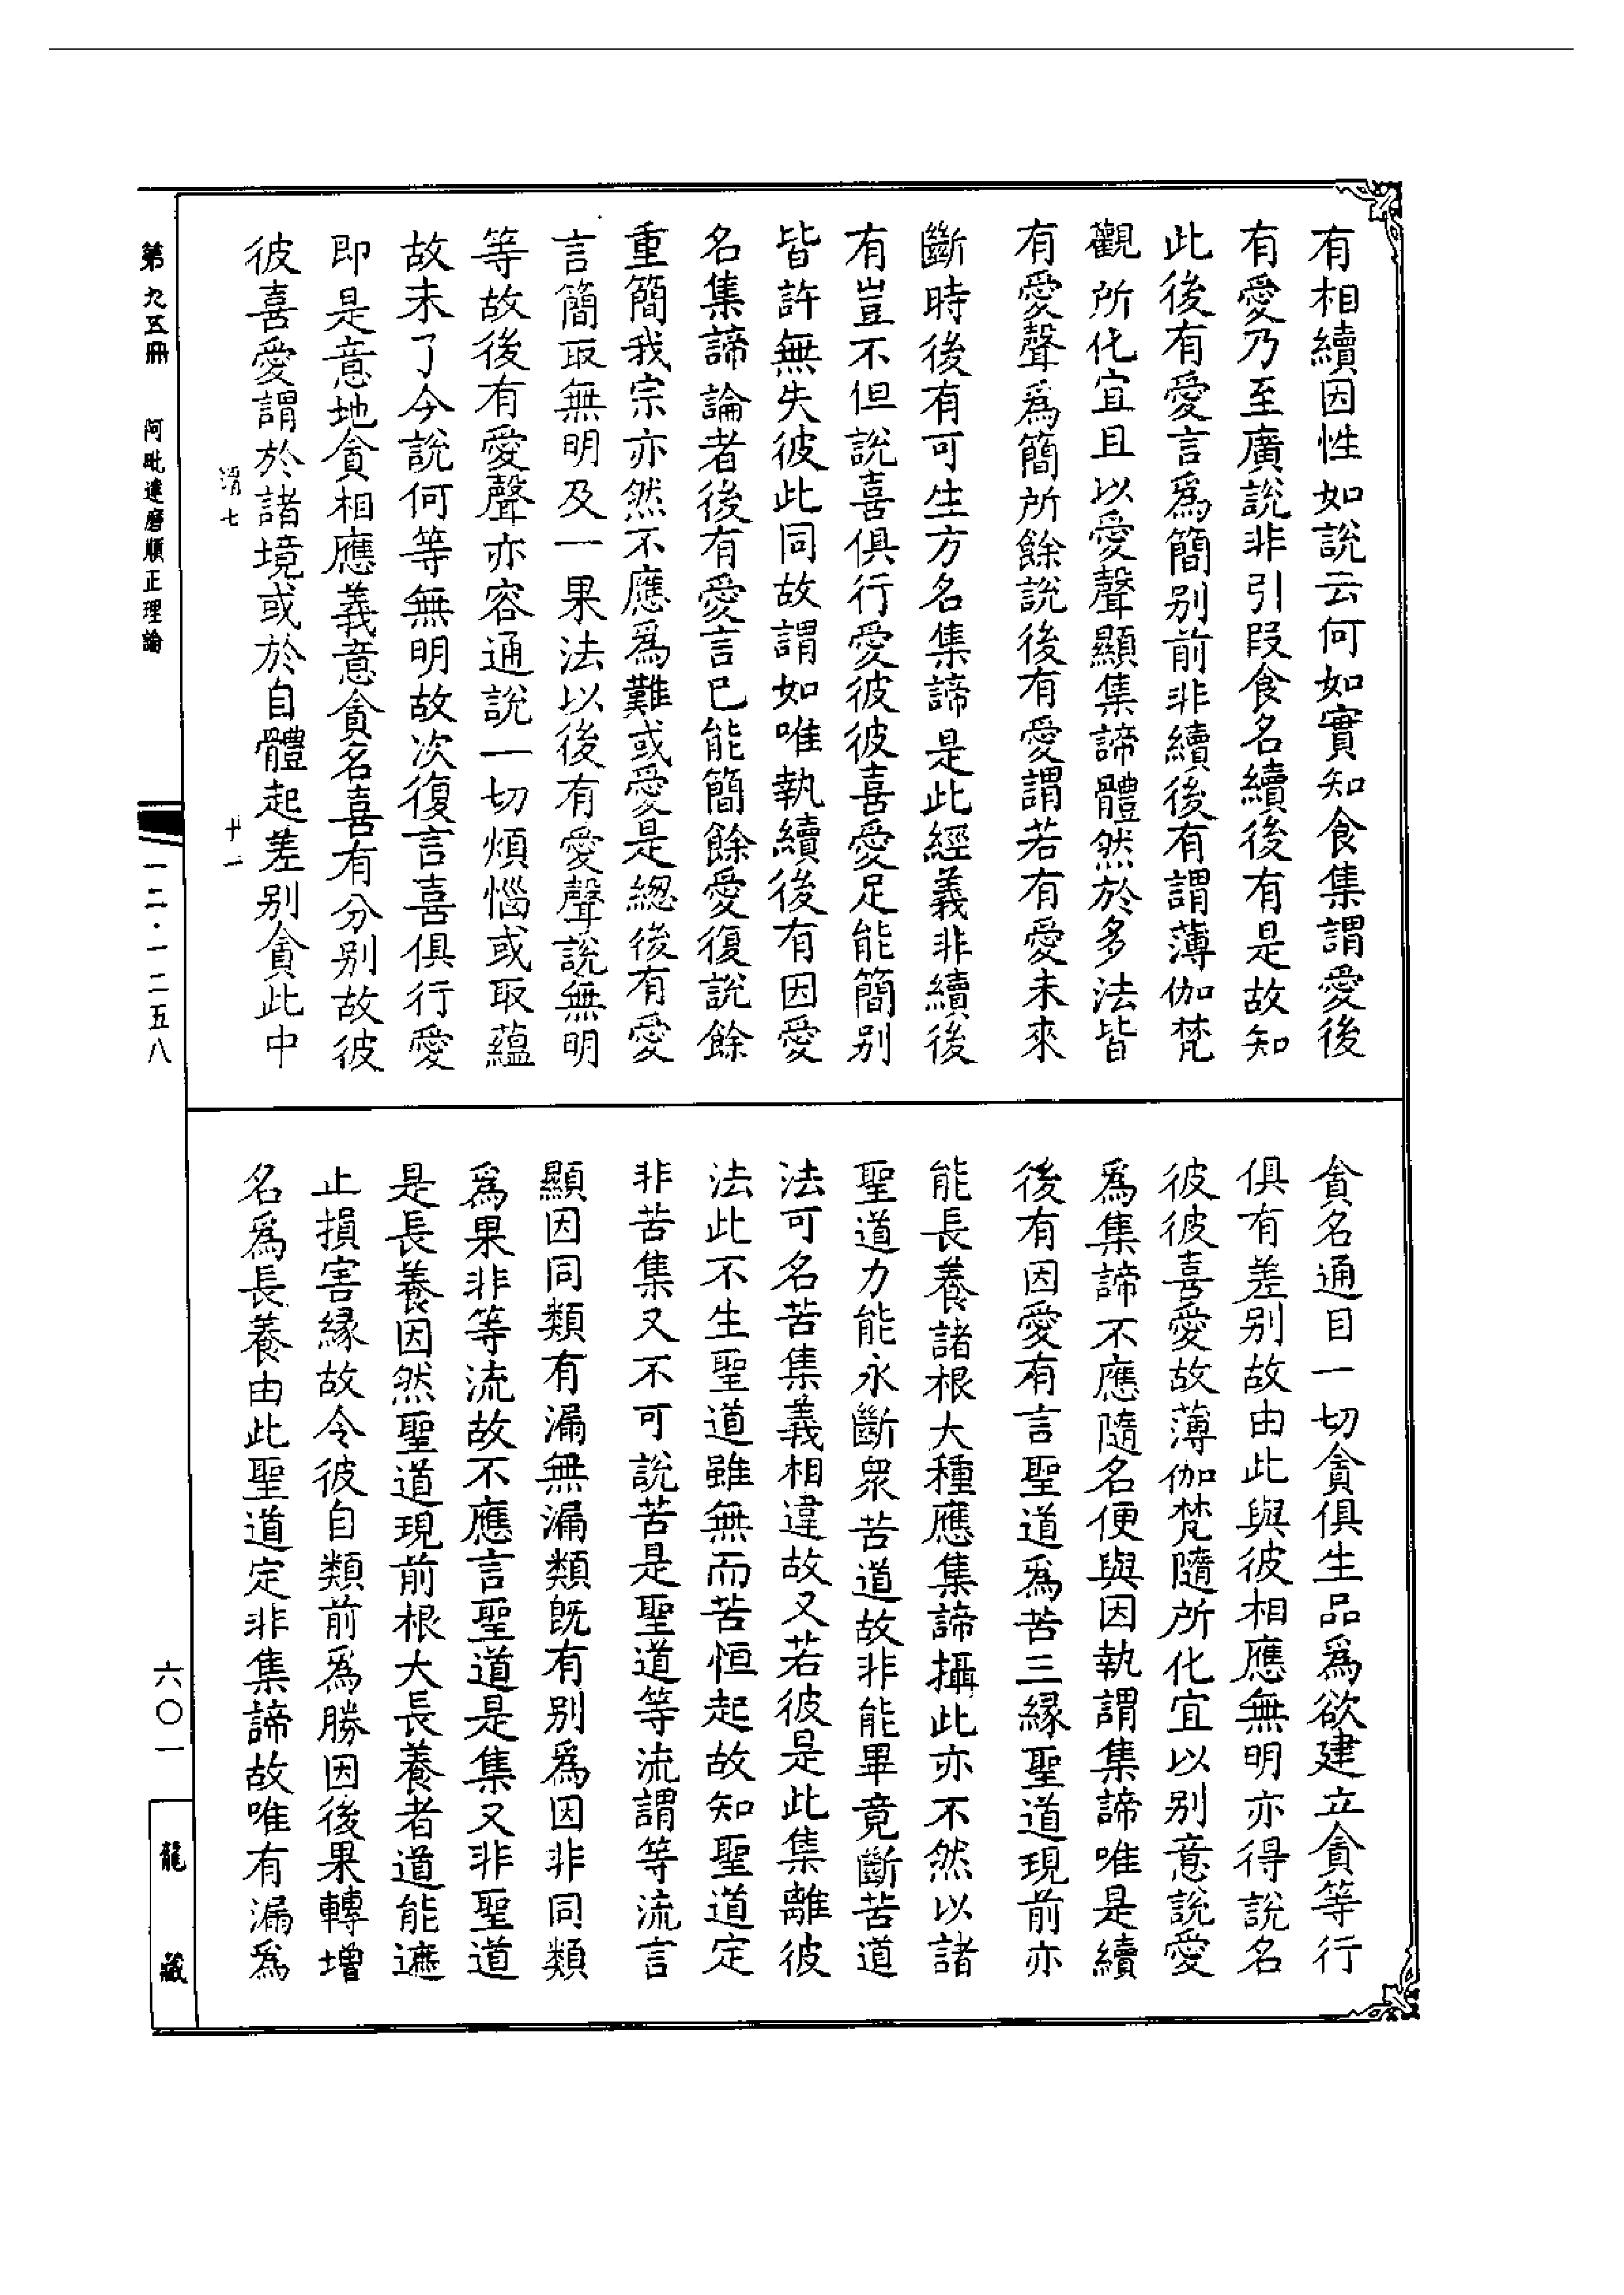 有相續因性如説云何如實知食集謂愛後
有愛乃至廣説非引段食名續後有是故知
此後有愛言爲簡别前非續後有謂薄伽梵
觀所化宜且以愛聲顯集諦體然於多法皆
有愛聲爲簡所餘説後有愛謂若有愛未來
斷時後有可生方名集諦是此經義非續後
有豈不但説喜俱行愛彼彼喜愛足能簡别
皆許無失彼此同故謂如唯執續後有因愛
名集諦論者後有愛言已能簡餘愛復説餘
重簡我宗亦然不應爲難或愛是總後有愛
言簡取無明及一果法以後有愛聲説無明
等故後有愛聲亦容通説一切煩惱或取蘊
故未了今説何等無明故次復言喜俱行愛
即是意地貪相應義意貪名喜有分别故彼
彼喜愛謂於諸境或於自體起差别貪此中
貪名通目一切貪俱生品爲欲建立貪等行
俱有差别故由此與彼相應無明亦得説名
彼彼喜愛故薄伽梵隨所化宜以别意説愛
爲集諦不應隨名便與因執謂集諦唯是續
後有因愛有言聖道爲苦三縁聖道現前亦
能長養諸根大種應集諦攝此亦不然以諸
聖道力能永斷衆苦道故非能畢竟斷苦道
法可名苦集義相違故又若彼是此集離彼
法此不生聖道雖無而苦恒起故知聖道定
非苦集又不可説苦是聖道等流謂等流言
顯因同類有漏無漏類既有别爲因非同類
爲果非等流故不應言聖道是集又非聖道
是長養因然聖道現前根大長養者道能遮
止損害縁故令彼自類前爲勝因後果轉增
名爲長養由此聖道定非集諦故唯有漏爲
第九五冊
阿毗達磨順正理論
渭七
十一
一二·一二五八
六〇一
龍藏